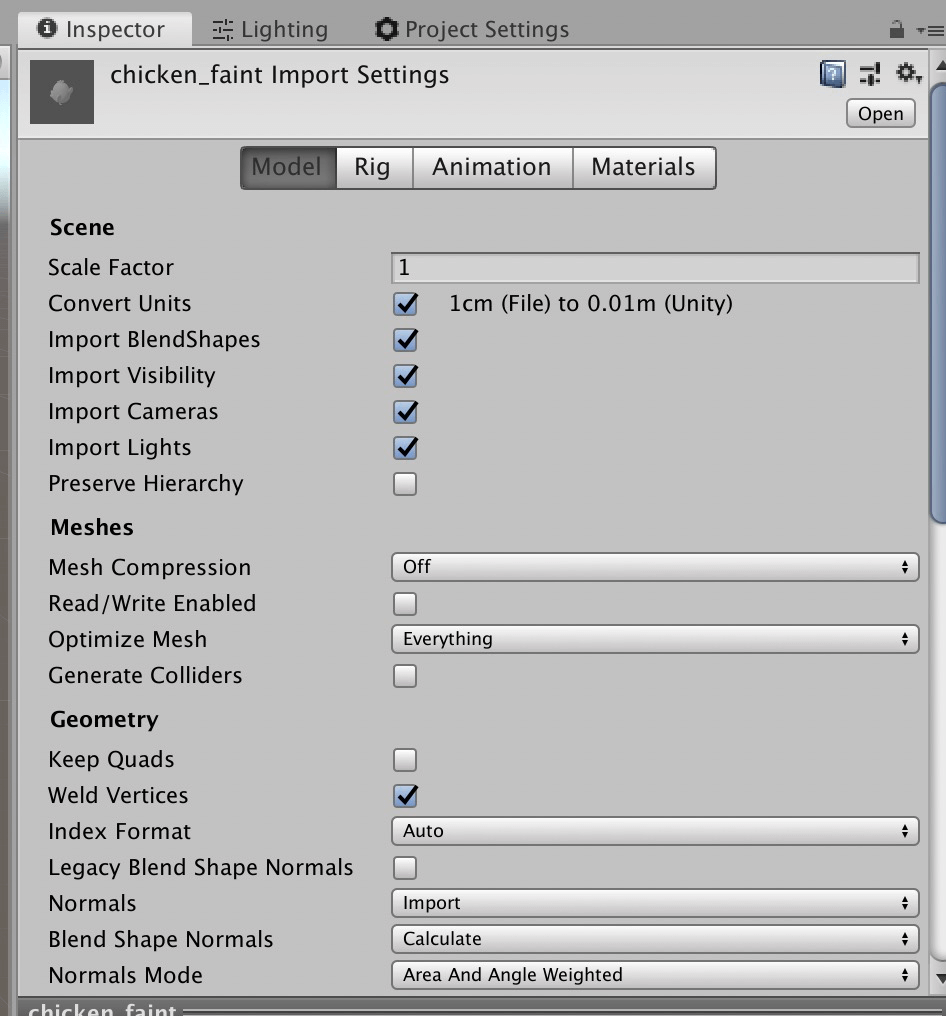 Inspector
Lighting
Project Settings
chicken_faint Import Settings
Open
Model
Rig
Animation
Materials
Scene
Scale Factor
1
Convert Units
1cm (File) to 0.01m (Unity)
Import BlendShapes
Import Visibility
Import Cameras
Import Lights
Preserve Hierarchy
Meshes
Mesh Compression
Off
Read/Write Enabled
Optimize Mesh
Everything
Generate Colliders
Geometry
Keep Quads
Weld Vertices
Index Format
Auto
Legacy Blend Shape Normals
Normals
Import
Blend Shape Normals
Calculate
Normals Mode
Area And Angle Weighted
chicken_faint